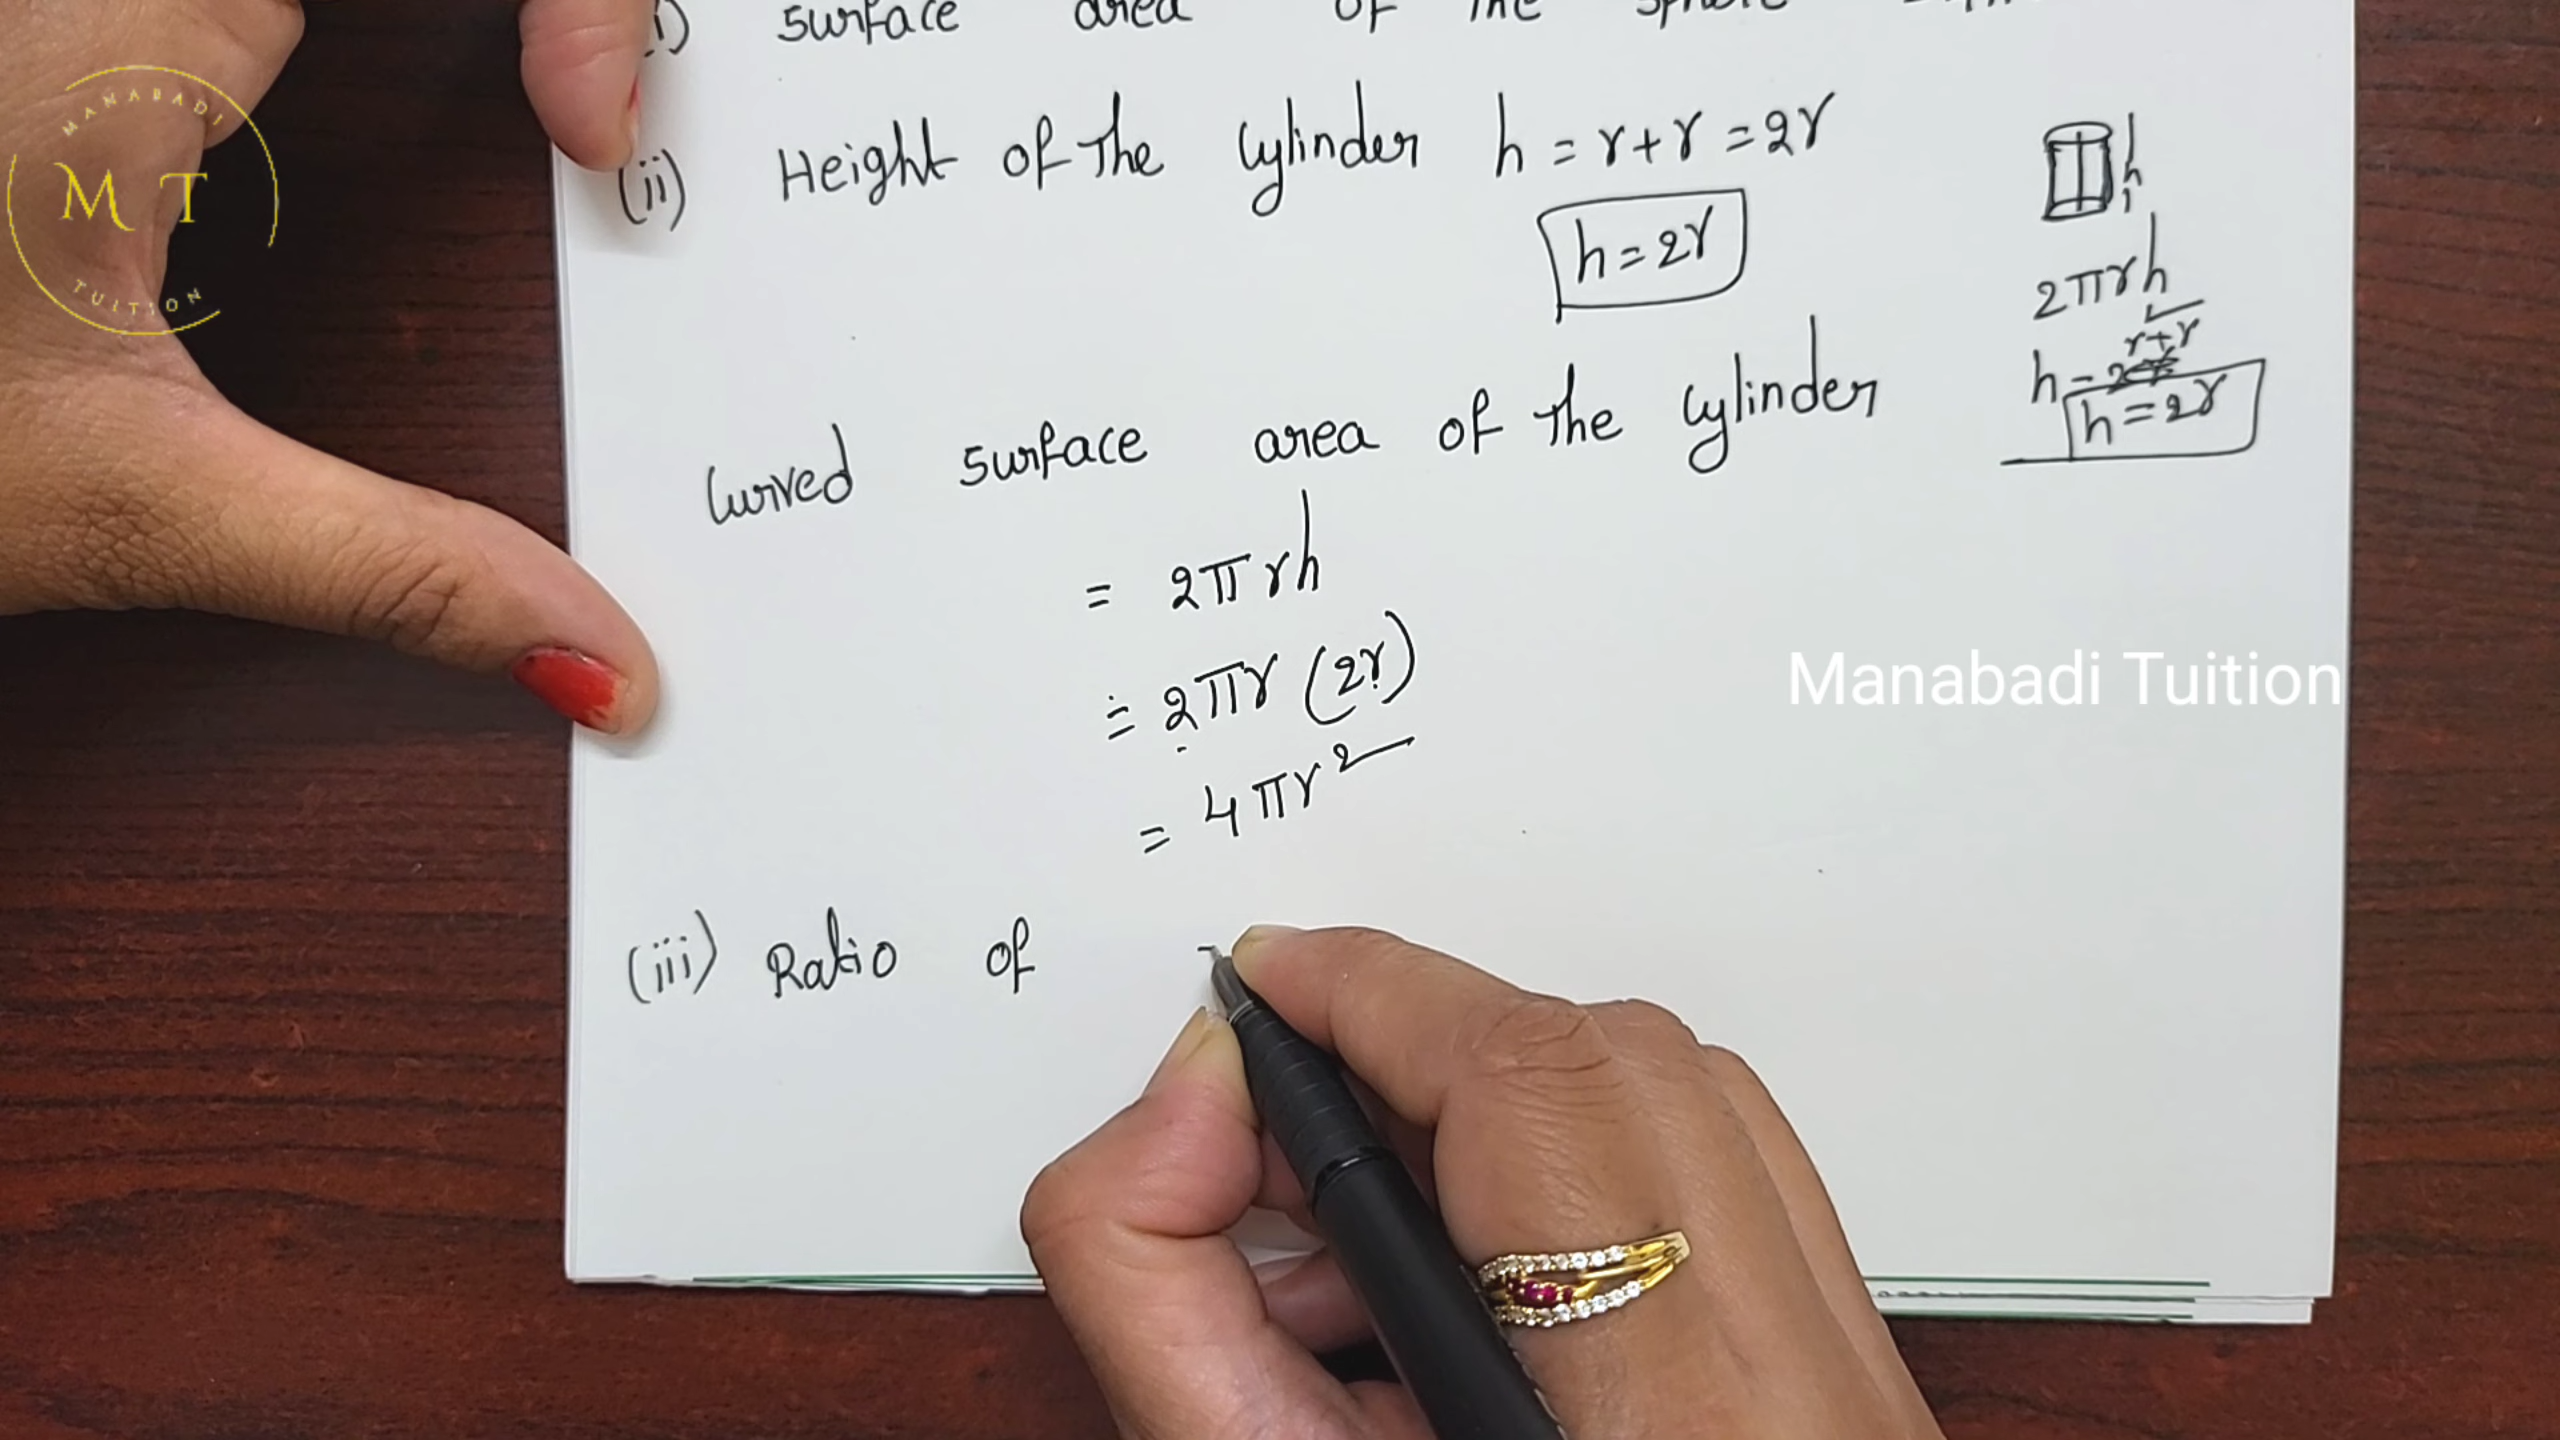 MANABADI
M T
TUITION
(i) surface area of the
(ii) Height of the cylinder h = r+r = 2r
h = 2r
h
2πrh
r+r
h =
h = 2r
Curved surface area of the cylinder
= 2πrh
= 2πr (2r)
= 4πr²
Manabadi Tuition
(iii) Ratio of